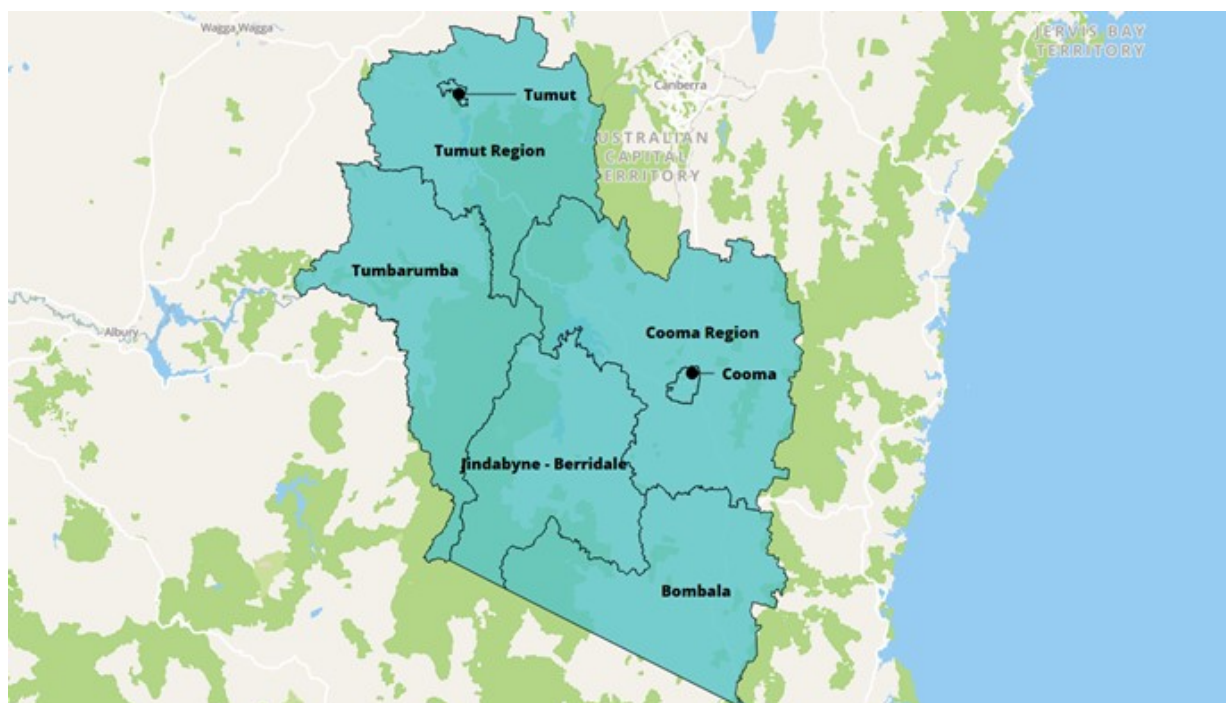 Wagga Wagga
JERVIS BAY
TERRITORY
Canberra
Tumut
USTRALIAN
CAPITAL
ERRITORY
Tumut Region
Tumbarumba
Albury
Cooma Region
Cooma
Jindabyne - Berridale
Bombala